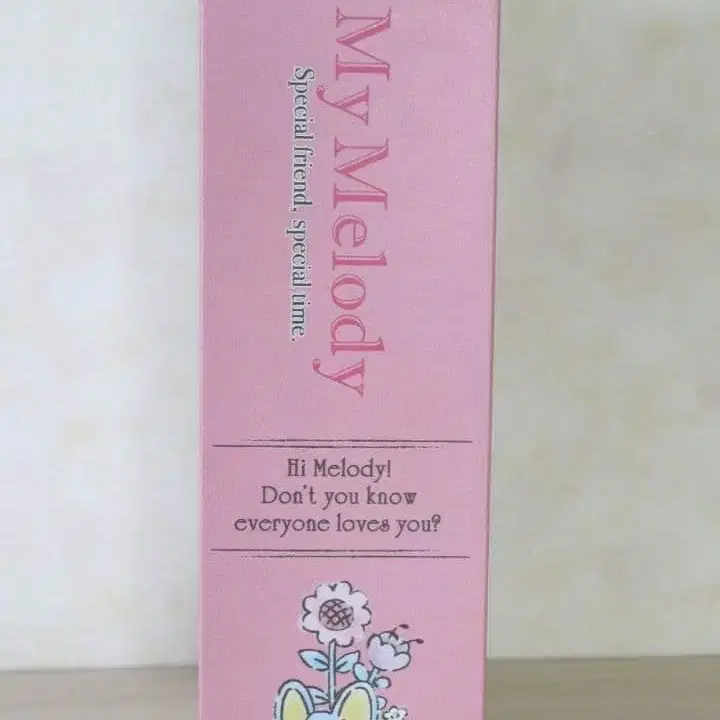 My Melody
Special friend, special time.
Hi Melody!
Don't you know
everyone loves you?